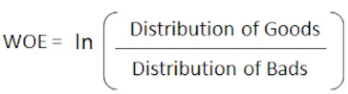 WOE = ln
Distribution of Goods
Distribution of Bads